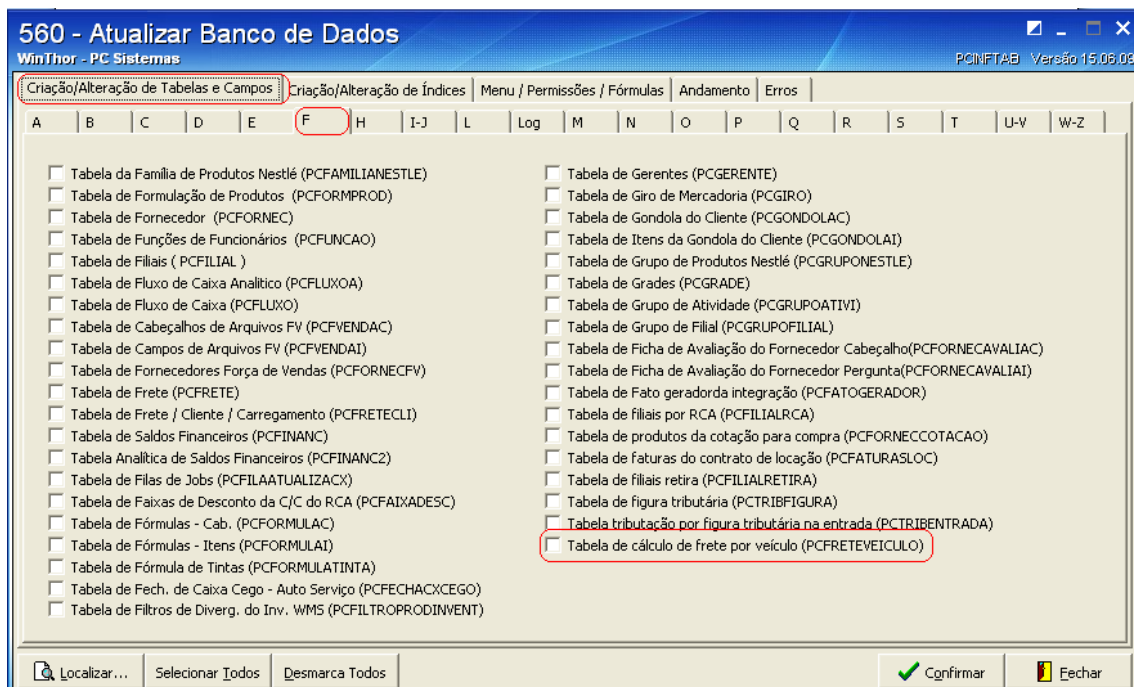 560 - Atualizar Banco de Dados
WinThor - PC Sistemas
PCINFTAB Versão 15.06.09
Criação/Alteração de Tabelas e Campos Criação/Alteração de Índices Menu / Permissões / Fórmulas Andamento Erros
A B C D E F H I-J L Log M N O P Q R S T U-V W-Z
Tabela da Família de Produtos Nestlé (PCFAMILIANESTLE)
Tabela de Formulação de Produtos (PCFORMPROD)
Tabela de Fornecedor (PCFORNEC)
Tabela de Funções de Funcionários (PCFUNCAO)
Tabela de Filiais ( PCFILIAL )
Tabela de Fluxo de Caixa Analitico (PCFLUXOA)
Tabela de Fluxo de Caixa (PCFLUXO)
Tabela de Cabeçalhos de Arquivos FV (PCFVENDAC)
Tabela de Campos de Arquivos FV (PCFVENDAI)
Tabela de Fornecedores Força de Vendas (PCFORNECFV)
Tabela de Frete (PCFRETE)
Tabela de Frete / Cliente / Carregamento (PCFRETECLI)
Tabela de Saldos Financeiros (PCFINANC)
Tabela Analítica de Saldos Financeiros (PCFINANC2)
Tabela de Filas de Jobs (PCFILAATUALIZACX)
Tabela de Faixas de Desconto da C/C do RCA (PCFAIXADESC)
Tabela de Fórmulas - Cab. (PCFORMULAC)
Tabela de Fórmulas - Itens (PCFORMULAI)
Tabela de Fórmula de Tintas (PCFORMULATINTA)
Tabela de Fech. de Caixa Cego - Auto Serviço (PCFECHACXCEGO)
Tabela de Filtros de Diverg. do Inv. WMS (PCFILTROPRODINVENT)
Tabela de Gerentes (PCGERENTE)
Tabela de Giro de Mercadoria (PCGIRO)
Tabela de Gondola do Cliente (PCGONDOLAC)
Tabela de Itens da Gondola do Cliente (PCGONDOLAI)
Tabela de Grupo de Produtos Nestlé (PCGRUPONESTLE)
Tabela de Grades (PCGRADE)
Tabela de Grupo de Atividade (PCGRUPOATIVI)
Tabela de Grupo de Filial (PCGRUPOFILIAL)
Tabela de Ficha de Avaliação do Fornecedor Cabeçalho(PCFORNECAVALIAC)
Tabela de Ficha de Avaliação do Fornecedor Pergunta(PCFORNECAVALIAI)
Tabela de Fato geradorda integração (PCFATOGERADOR)
Tabela de filiais por RCA (PCFILIALRCA)
Tabela de produtos da cotação para compra (PCFORNECCOTACAO)
Tabela de faturas do contrato de locação (PCFATURASLOC)
Tabela de filiais retira (PCFILIALRETIRA)
Tabela de figura tributária (PCTRIBFIGURA)
Tabela tributação por figura tributária na entrada (PCTRIBENTRADA)
Tabela de cálculo de frete por veículo (PCFRETEVEICULO)
Localizar... Selecionar Todos Desmarca Todos Confirmar Fechar